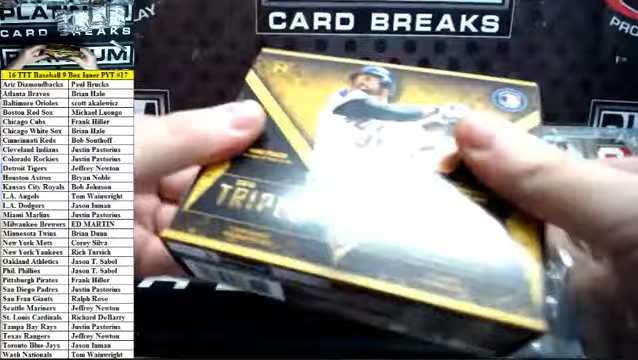 PLATINUM
CARD BREAKS
16 TTT Baseball 9 Box Inner PYT #17
Ariz Diamondbacks Paul Brucks
Atlanta Braves Brian Hale
Baltimore Orioles scott akalewicz
Boston Red Sox Michael Luongo
Chicago Cubs Frank Hiller
Chicago White Sox Brian Hale
Cincinnati Reds Bob Southoff
Cleveland Indians Justin Pastorius
Colorado Rockies Justin Pastorius
Detroit Tigers Jeffrey Newton
Houston Astros Bryan Noble
Kansas City Royals Bob Johnson
L.A. Angels Tom Wainwright
L.A. Dodgers Jason Inman
Miami Marlins Justin Pastorius
Milwaukee Brewers ED MARTIN
Minnesota Twins Brian Dunn
New York Mets Corey Silva
New York Yankees Rich Tursich
Oakland Athletics Jason T. Sabol
Phil. Phillies Jason T. Sabol
Pittsburgh Pirates Frank Hiller
San Diego Padres Justin Pastorius
San Fran Giants Ralph Rose
Seattle Mariners Jeffrey Newton
St. Louis Cardinals Richard DeBarry
Tampa Bay Rays Justin Pastorius
Texas Rangers Jeffrey Newton
Toronto Blue Jays Jason Inman
Wash Nationals Tom Wainwright